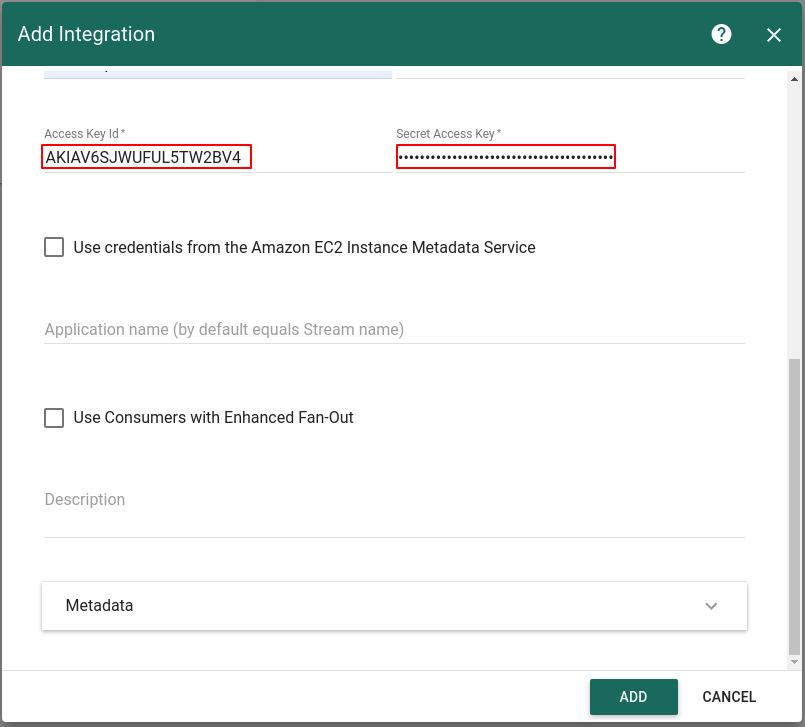 Add Integration
Access Key Id *
Secret Access Key *
AKIAV6SJWUFUL5TW2BV4
••••••••••••••••••••••••••••••••••••••••
Use credentials from the Amazon EC2 Instance Metadata Service
Application name (by default equals Stream name)
Use Consumers with Enhanced Fan-Out
Description
Metadata
ADD
CANCEL